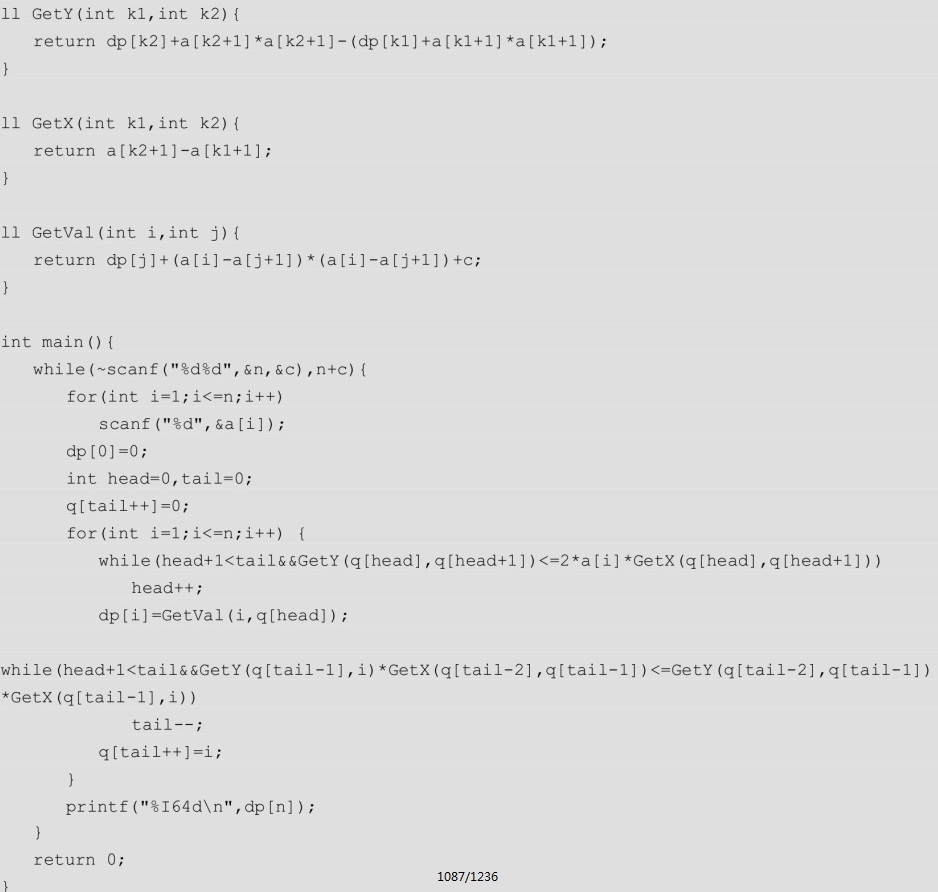 ll GetY(int k1,int k2){
   return dp[k2]+a[k2+1]*a[k2+1]-(dp[k1]+a[k1+1]*a[k1+1]);
}

ll GetX(int k1,int k2){
   return a[k2+1]-a[k1+1];
}

ll GetVal(int i,int j){
   return dp[j]+(a[i]-a[j+1])*(a[i]-a[j+1])+c;
}

int main(){
   while(~scanf("%d%d",&n,&c),n+c){
      for(int i=1;i<=n;i++)
         scanf("%d",&a[i]);
      dp[0]=0;
      int head=0,tail=0;
      q[tail++]=0;
      for(int i=1;i<=n;i++) {
         while(head+1<tail&&GetY(q[head],q[head+1])<=2*a[i]*GetX(q[head],q[head+1]))
            head++;
         dp[i]=GetVal(i,q[head]);

while(head+1<tail&&GetY(q[tail-1],i)*GetX(q[tail-2],q[tail-1])<=GetY(q[tail-2],q[tail-1])
*GetX(q[tail-1],i))
            tail--;
         q[tail++]=i;
      }
      printf("%I64d\n",dp[n]);
   }
   return 0;
}
1087/1236